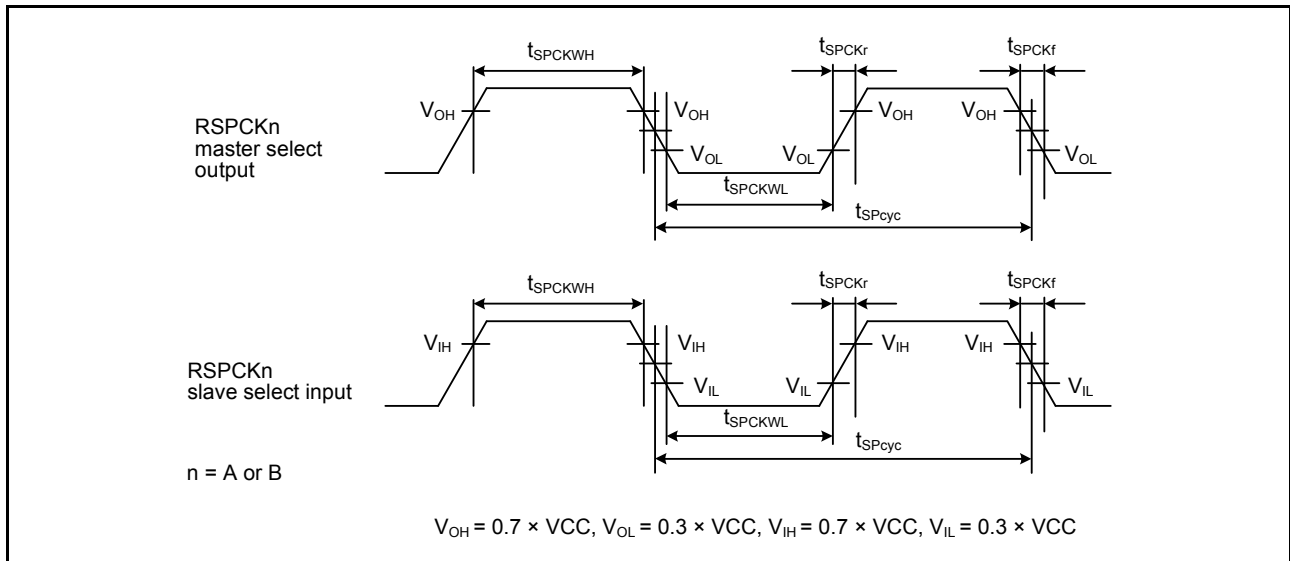 tSPCKWH
tSPCKr
tSPCKf
VOH
VOH
VOH
VOH
RSPCKn
master select
output
VOL
VOL
VOL
tSPCKWL
tSPcyc
tSPCKWH
tSPCKr
tSPCKf
VIH
VIH
VIH
VIH
RSPCKn
slave select input
VIL
VIL
VIL
tSPCKWL
tSPcyc
n = A or B
VOH = 0.7 × VCC, VOL = 0.3 × VCC, VIH = 0.7 × VCC, VIL = 0.3 × VCC